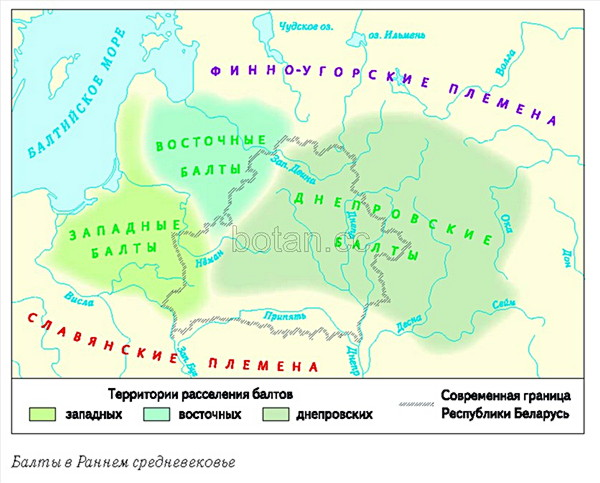 Чудское оз.
оз. Ильмень
Волга
ФИННО-УГОРСКИЕ ПЛЕМЕНА
БАЛТИЙСКОЕ МОРЕ
ВОСТОЧНЫЕ
БАЛТЫ
Зап. Двина
ДНЕПРОВСКИЕ
БАЛТЫ
Днепр
Ока
Дон
ЗАПАДНЫЕ
БАЛТЫ
botan.cc
Нёман
Висла
Припять
Десна
Сейм
СЛАВЯНСКИЕ ПЛЕМЕНА
Зап. Буг
Днепр
Территории расселения балтов
западных
восточных
днепровских
Современная граница
Республики Беларусь
Балты в Раннем средневековье